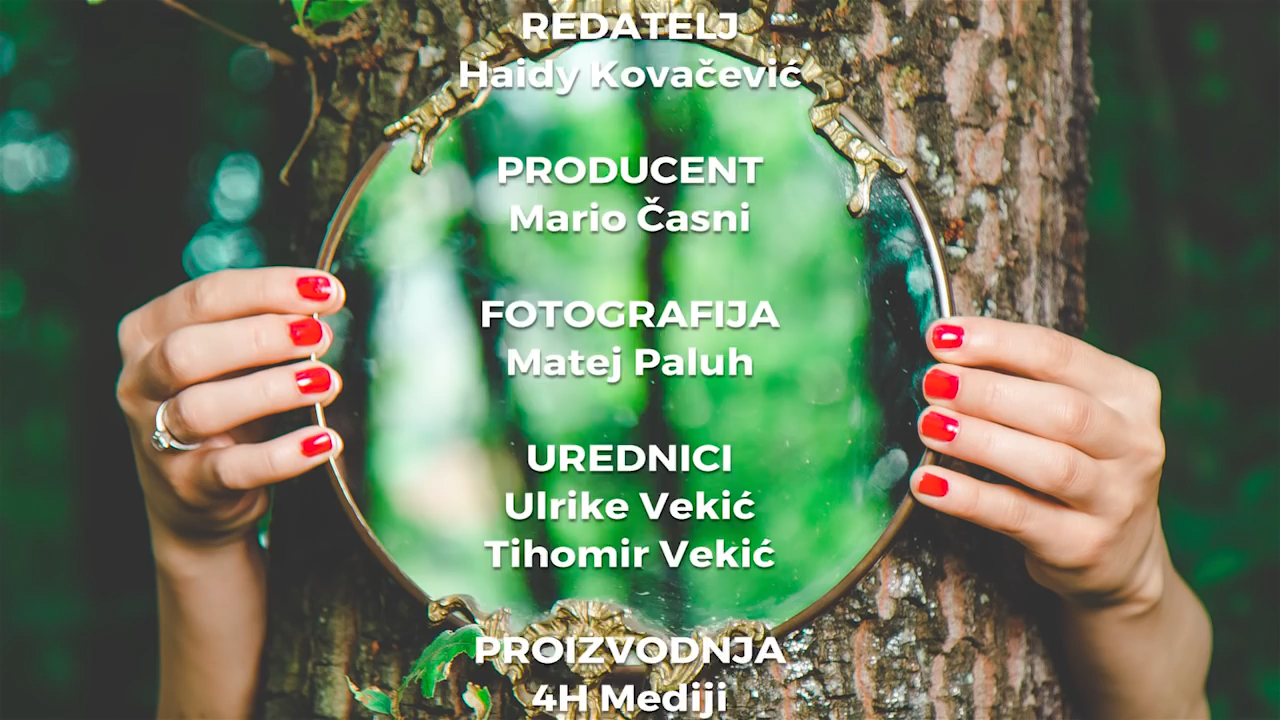 REDATELJ
Haidy Kovačević
PRODUCENT
Mario Časni
FOTOGRAFIJA
Matej Paluh
UREDNICI
Ulrike Vekić
Tihomir Vekić
PROIZVODNJA
4H Mediji